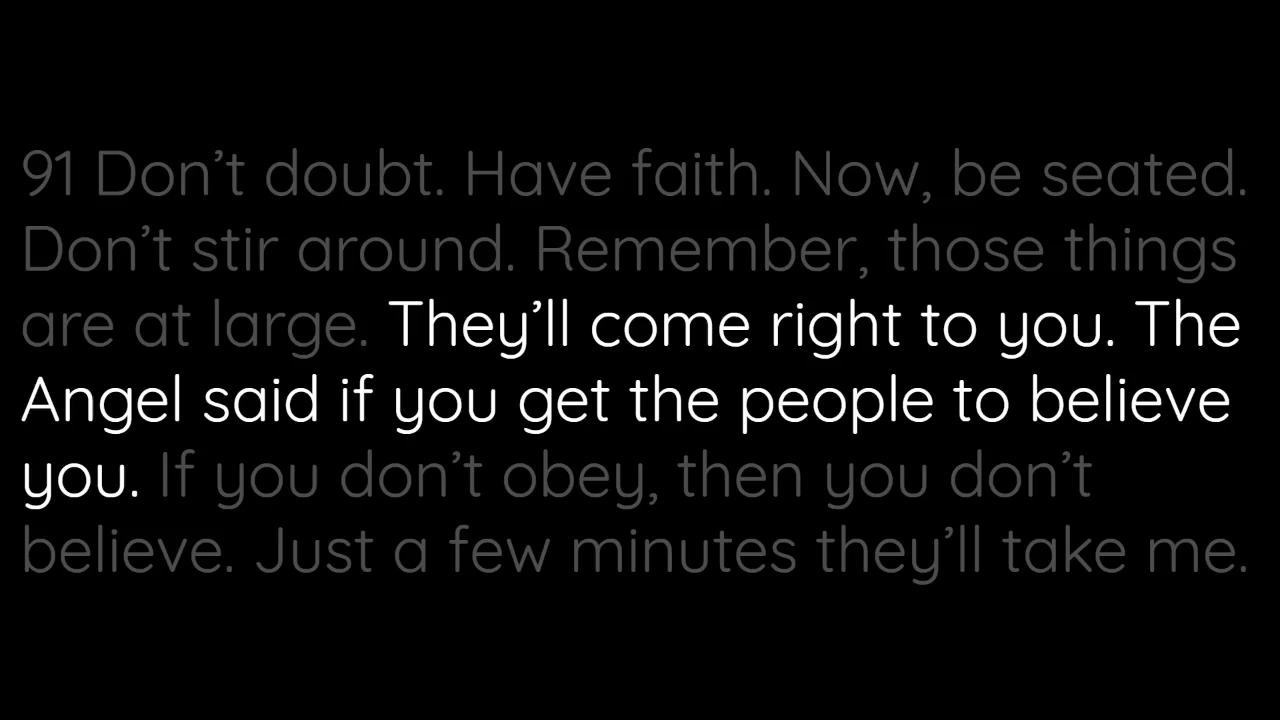 91 Don’t doubt. Have faith. Now, be seated.
Don’t stir around. Remember, those things
are at large. They’ll come right to you. The
Angel said if you get the people to believe
you. If you don’t obey, then you don’t
believe. Just a few minutes they’ll take me.